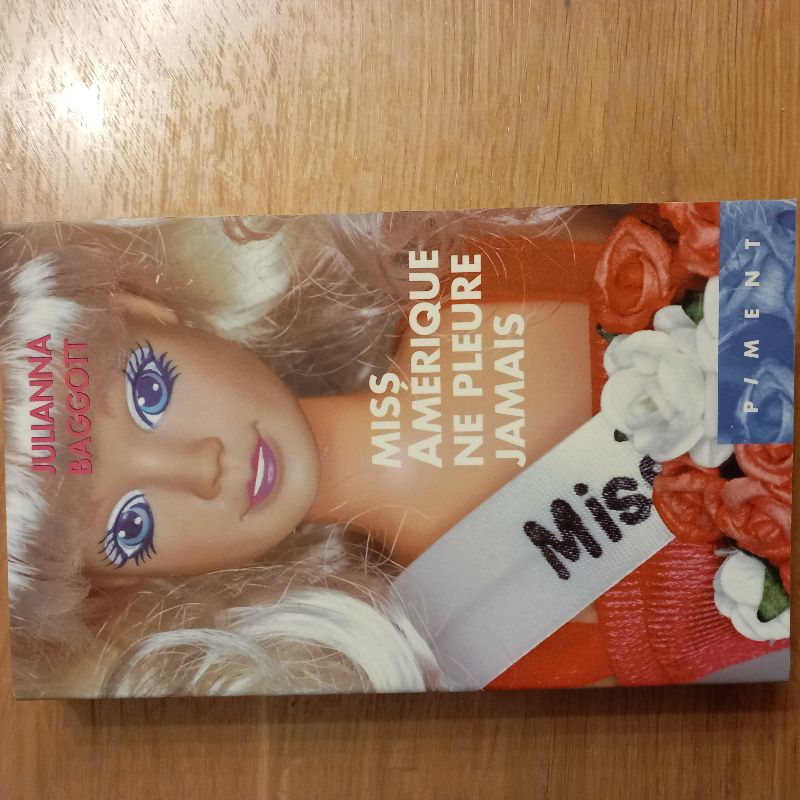 JULIANNA
BAGGOTT
MISS
AMÉRIQUE
NE PLEURE
JAMAIS
Miss
PIMENT